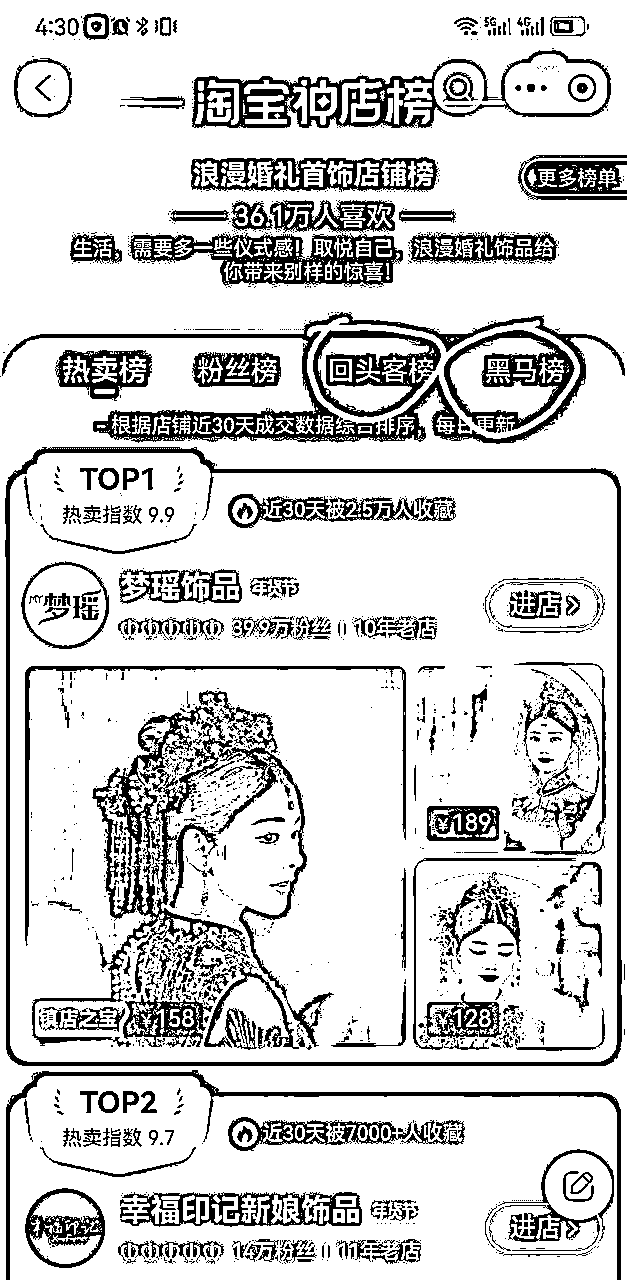 4:30 5G 4G
淘宝神店榜
浪漫婚礼首饰店铺榜
更多榜单
36.1万人喜欢
生活，需要多一些仪式感！取悦自己，浪漫婚礼饰品给
你带来别样的惊喜！
热卖榜 粉丝榜 回头客榜 黑马榜
根据店铺近30天成交数据综合排序，每日更新
TOP1
热卖指数 9.9
近30天被2.5万人收藏
MY梦瑶
梦瑶饰品 年货节
39.9万粉丝 | 10年老店
进店
¥189
镇店之宝 ¥158
¥128
TOP2
热卖指数 9.7
近30天被7000+人收藏
幸福印记新娘饰品 年货节
14万粉丝 | 11年老店
进店